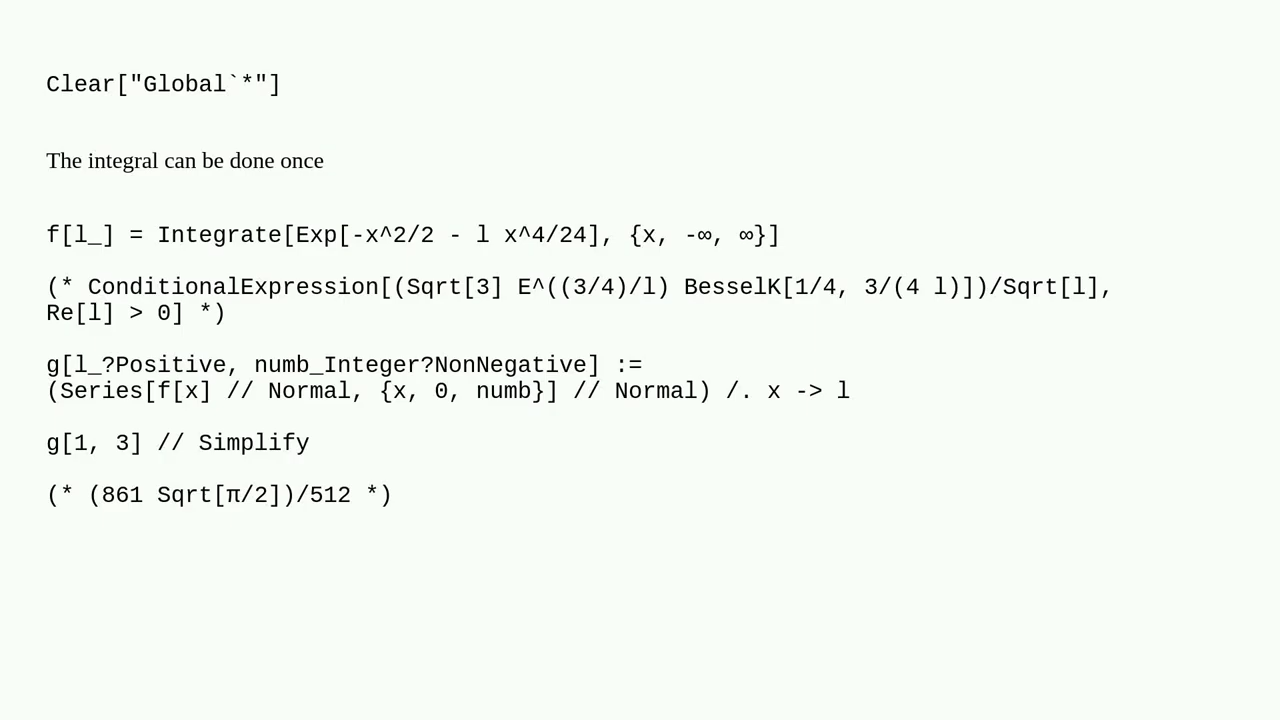 Clear["Global`*"]
The integral can be done once
f[l_] = Integrate[Exp[-x^2/2 - l x^4/24], {x, -∞, ∞}]
(* ConditionalExpression[(Sqrt[3] E^((3/4)/l) BesselK[1/4, 3/(4 l)])/Sqrt[l],
Re[l] > 0] *)
g[l_?Positive, numb_Integer?NonNegative] :=
(Series[f[x] // Normal, {x, 0, numb}] // Normal) /. x -> l
g[1, 3] // Simplify
(* (861 Sqrt[π/2])/512 *)